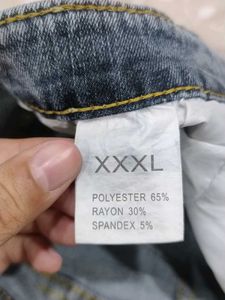 XXXL
POLYESTER 65%
RAYON 30%
SPANDEX 5%